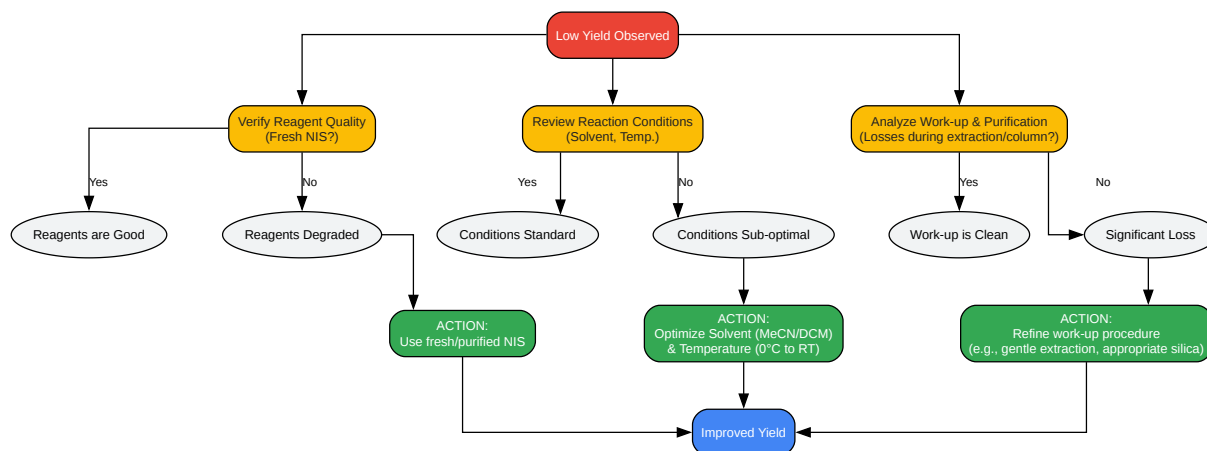 Low Yield Observed
Verify Reagent Quality
(Fresh NIS?)
Review Reaction Conditions
(Solvent, Temp.)
Analyze Work-up & Purification
(Losses during extraction/column?)
Yes
No
Yes
No
Yes
No
Reagents are Good
Reagents Degraded
Conditions Standard
Conditions Sub-optimal
Work-up is Clean
Significant Loss
ACTION:
Use fresh/purified NIS
ACTION:
Optimize Solvent (MeCN/DCM)
& Temperature (0°C to RT)
ACTION:
Refine work-up procedure
(e.g., gentle extraction, appropriate silica)
Improved Yield